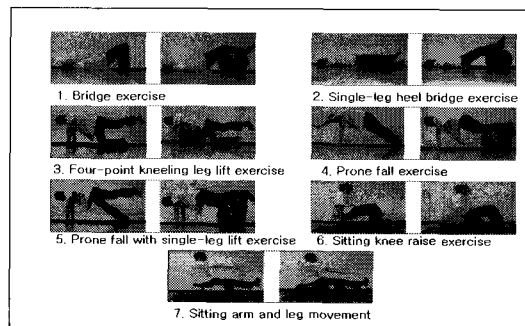 1. Bridge exercise
2. Single-leg heel bridge exercise
3. Four-point kneeling leg lift exercise
4. Prone fall exercise
5. Prone fall with single-leg lift exercise
6. Sitting knee raise exercise
7. Sitting arm and leg movement